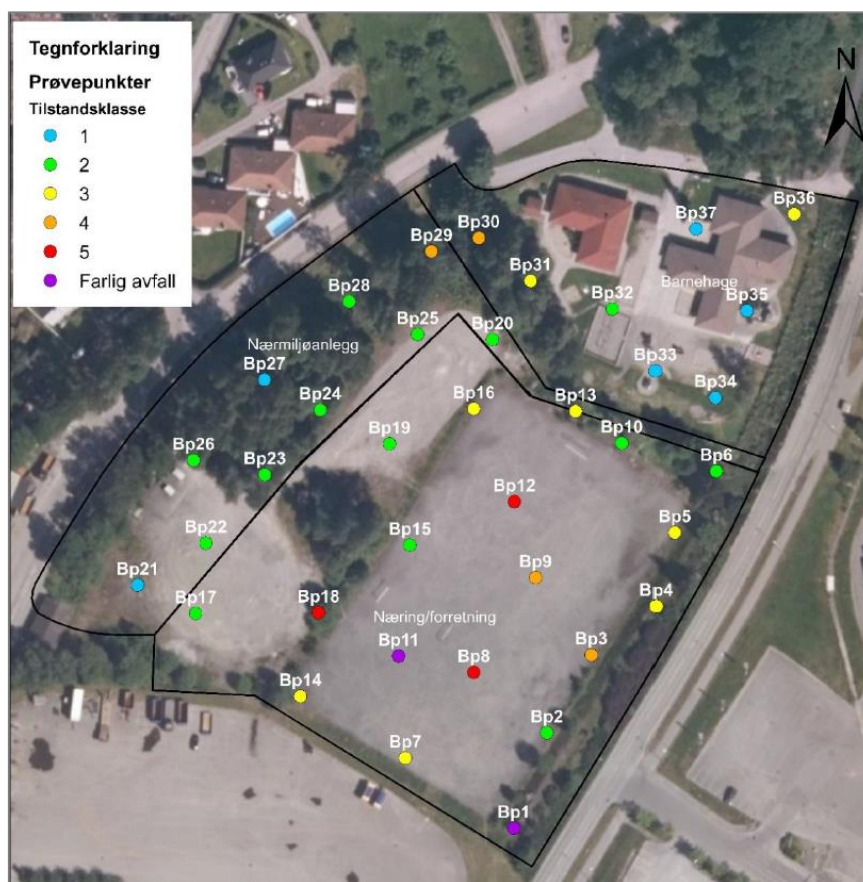 Tegnforklaring
Prøvepunkter
Tilstandsklasse
1
2
3
4
5
Farlig avfall
N
Bp36
Bp37
Bp30
Bp29
Bp31
Barnehage
Bp28
Bp32
Bp35
Bp25
Bp20
Nærmiljøanlegg
Bp27
Bp33
Bp34
Bp24
Bp16
Bp13
Bp19
Bp10
Bp26
Bp23
Bp6
Bp12
Bp5
Bp22
Bp15
Bp9
Bp21
Bp17
Bp18
Bp4
Næring/forretning
Bp11
Bp8
Bp3
Bp14
Bp2
Bp7
Bp1